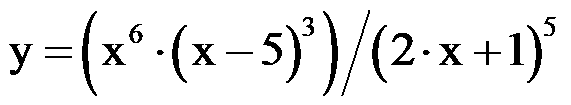 y = (x⁶ · (x − 5)³) / (2 · x + 1)⁵